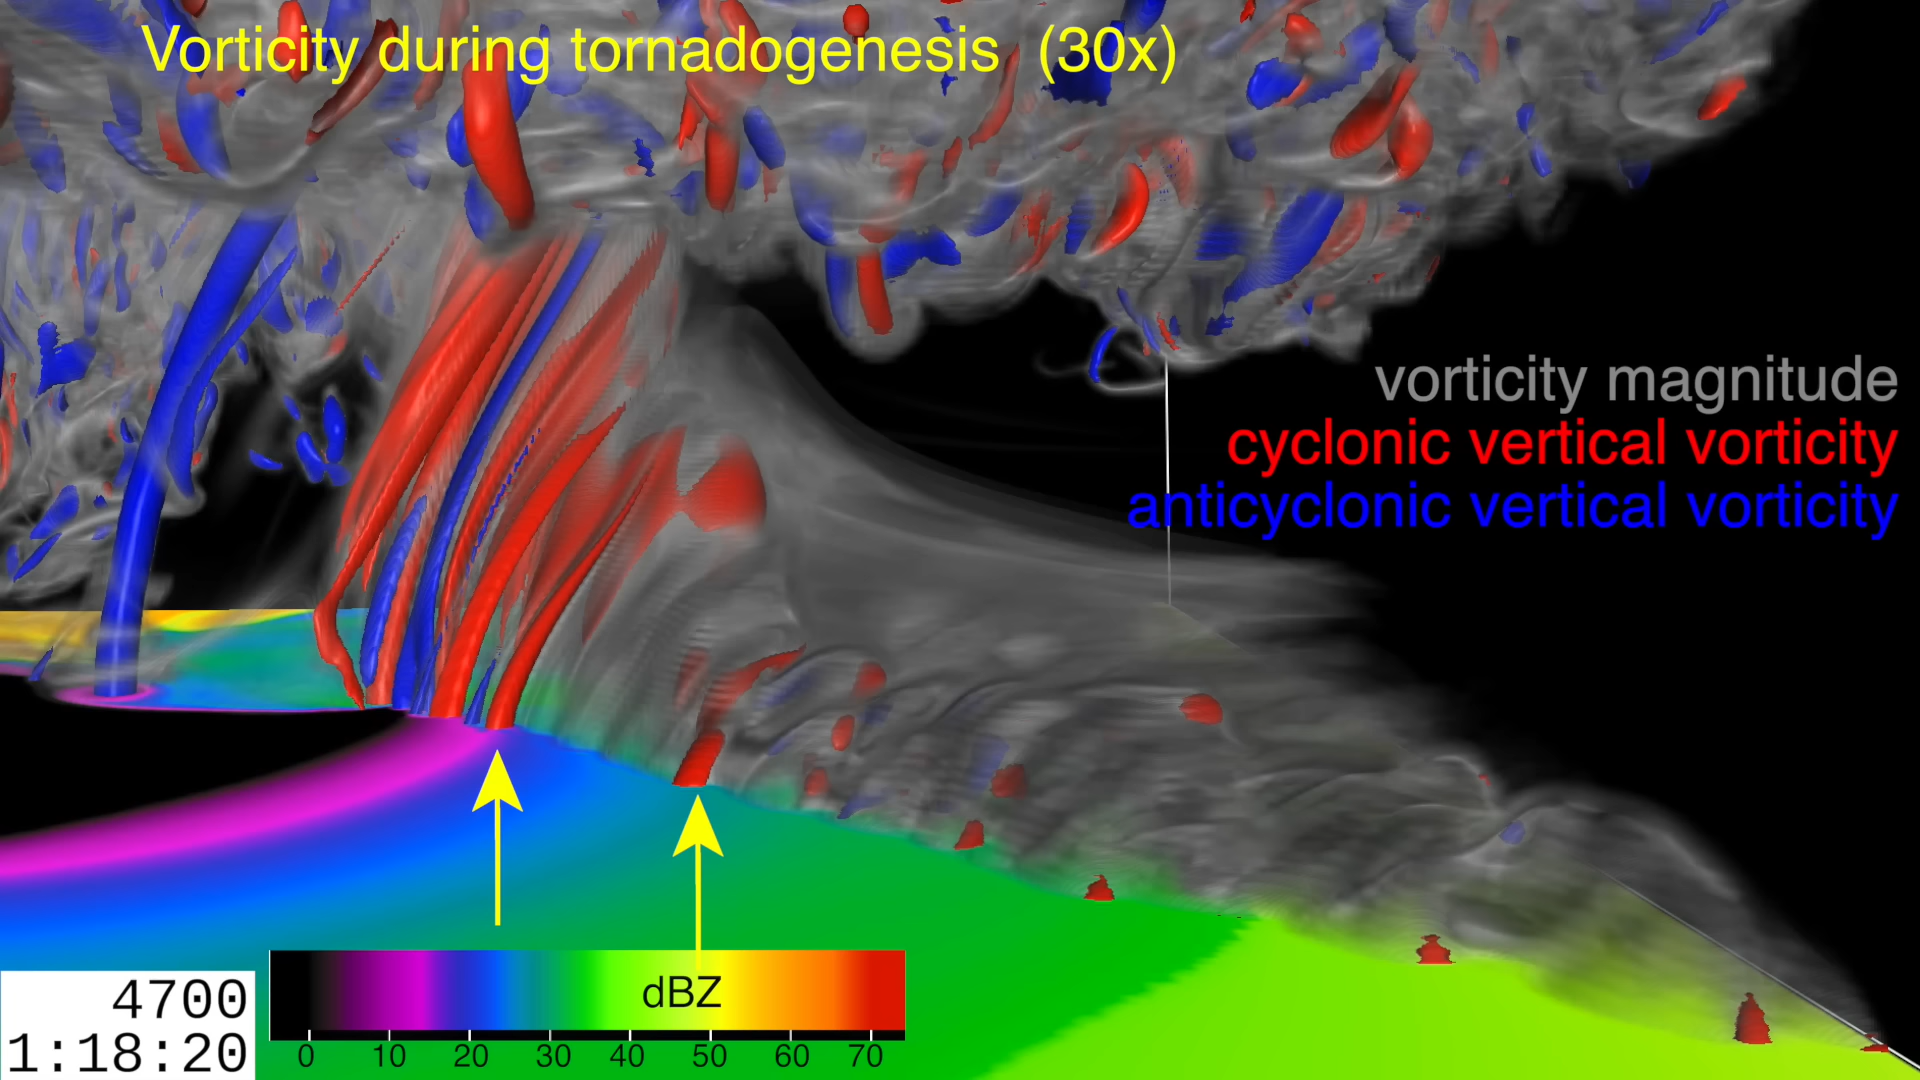 Vorticity during tornadogenesis (30x)
vorticity magnitude
cyclonic vertical vorticity
anticyclonic vertical vorticity
4700
1:18:20
dBZ
0 10 20 30 40 50 60 70